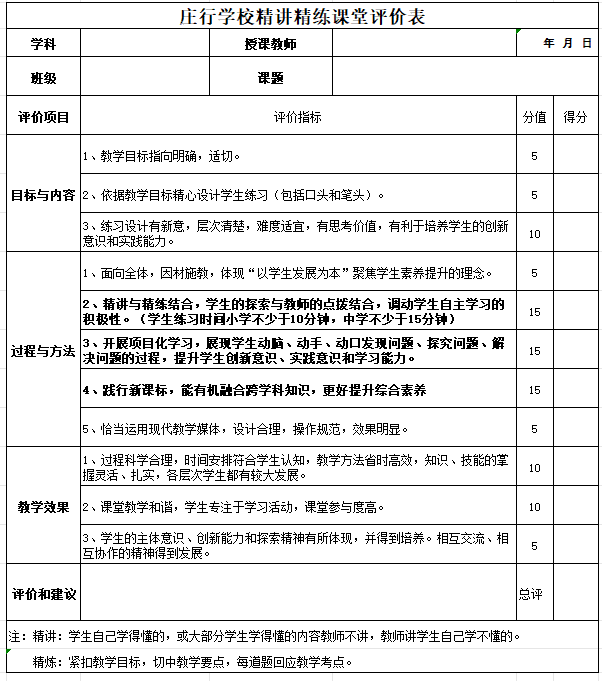 庄行学校精讲精练课堂评价表
学科 授课教师 年 月 日
班级 课题
评价项目 评价指标 分值 得分
目标与内容
1、教学目标指向明确，适切。 5
2、依据教学目标精心设计学生练习（包括口头和笔头）。 5
3、练习设计有新意，层次清楚，难度适宜，有思考价值，有利于培养学生的创新
意识和实践能力。 10
过程与方法
1、面向全体，因材施教，体现“以学生发展为本”聚焦学生素养提升的理念。 5
2、精讲与精练结合，学生的探索与教师的点拨结合，调动学生自主学习的
积极性。（学生练习时间小学不少于10分钟，中学不少于15分钟） 15
3、开展项目化学习，展现学生动脑、动手、动口发现问题、探究问题、解
决问题的过程，提升学生创新意识、实践意识和学习能力。 15
4、践行新课标，能有机融合跨学科知识，更好提升综合素养 15
5、恰当运用现代教学媒体，设计合理，操作规范，效果明显。 5
教学效果
1、过程科学合理，时间安排符合学生认知，教学方法省时高效，知识、技能的掌
握灵活、扎实，各层次学生都有较大发展。 10
2、课堂教学和谐，学生专注于学习活动，课堂参与度高。 10
3、学生的主体意识、创新能力和探索精神有所体现，并得到培养。相互交流、相
互协作的精神得到发展。 5
评价和建议 总评
注：精讲：学生自己学得懂的，或大部分学生学得懂的内容教师不讲，教师讲学生自己学不懂的。
精炼：紧扣教学目标，切中教学要点，每道题回应教学考点。